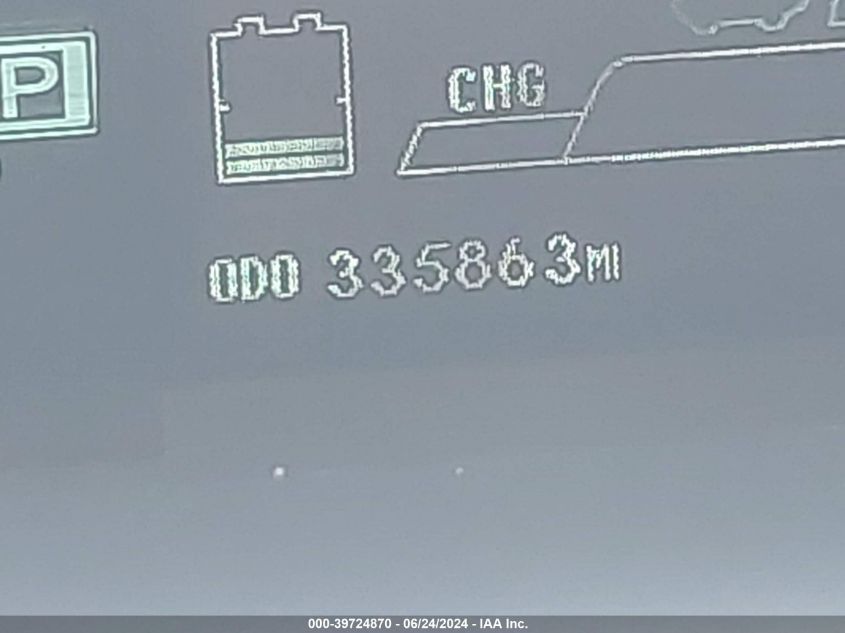 P
CHG
ODO 335863MI
000-39724870 - 06/24/2024 - IAA Inc.